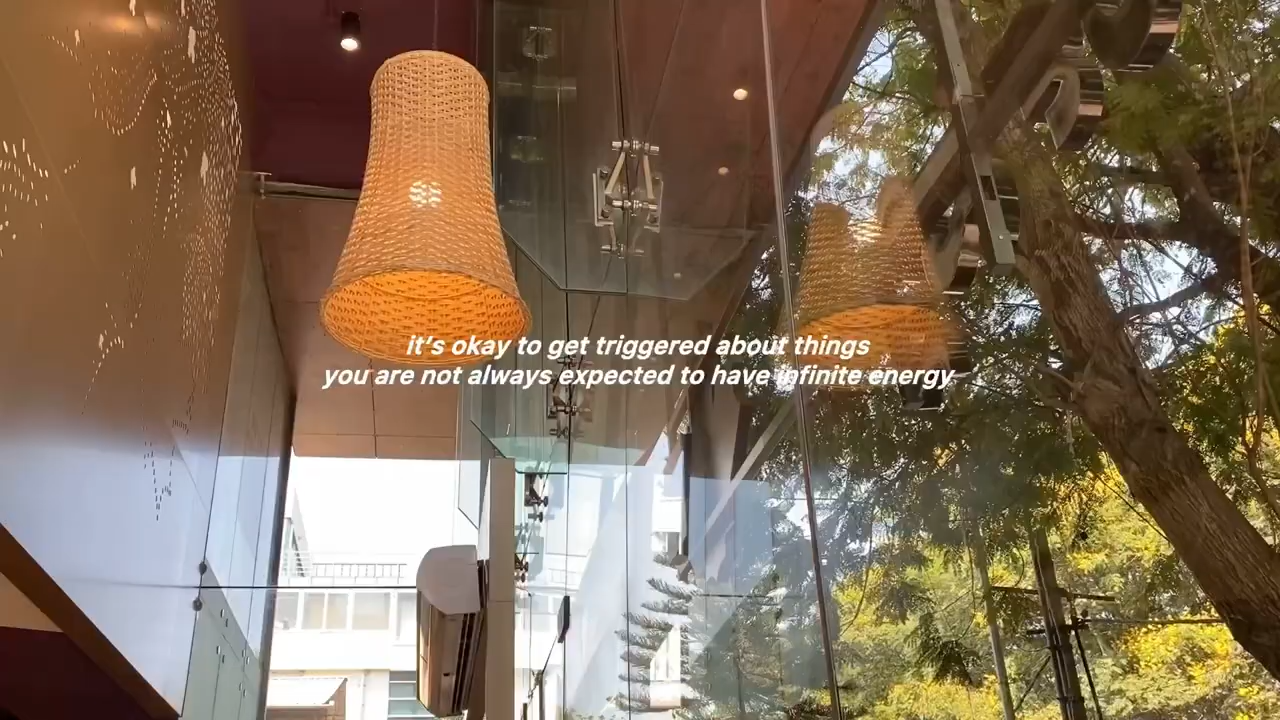 it's okay to get triggered about things
you are not always expected to have infinite energy